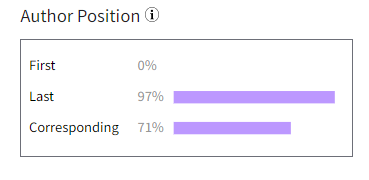 Author Position ⓘ
First 0%
Last 97%
Corresponding 71%